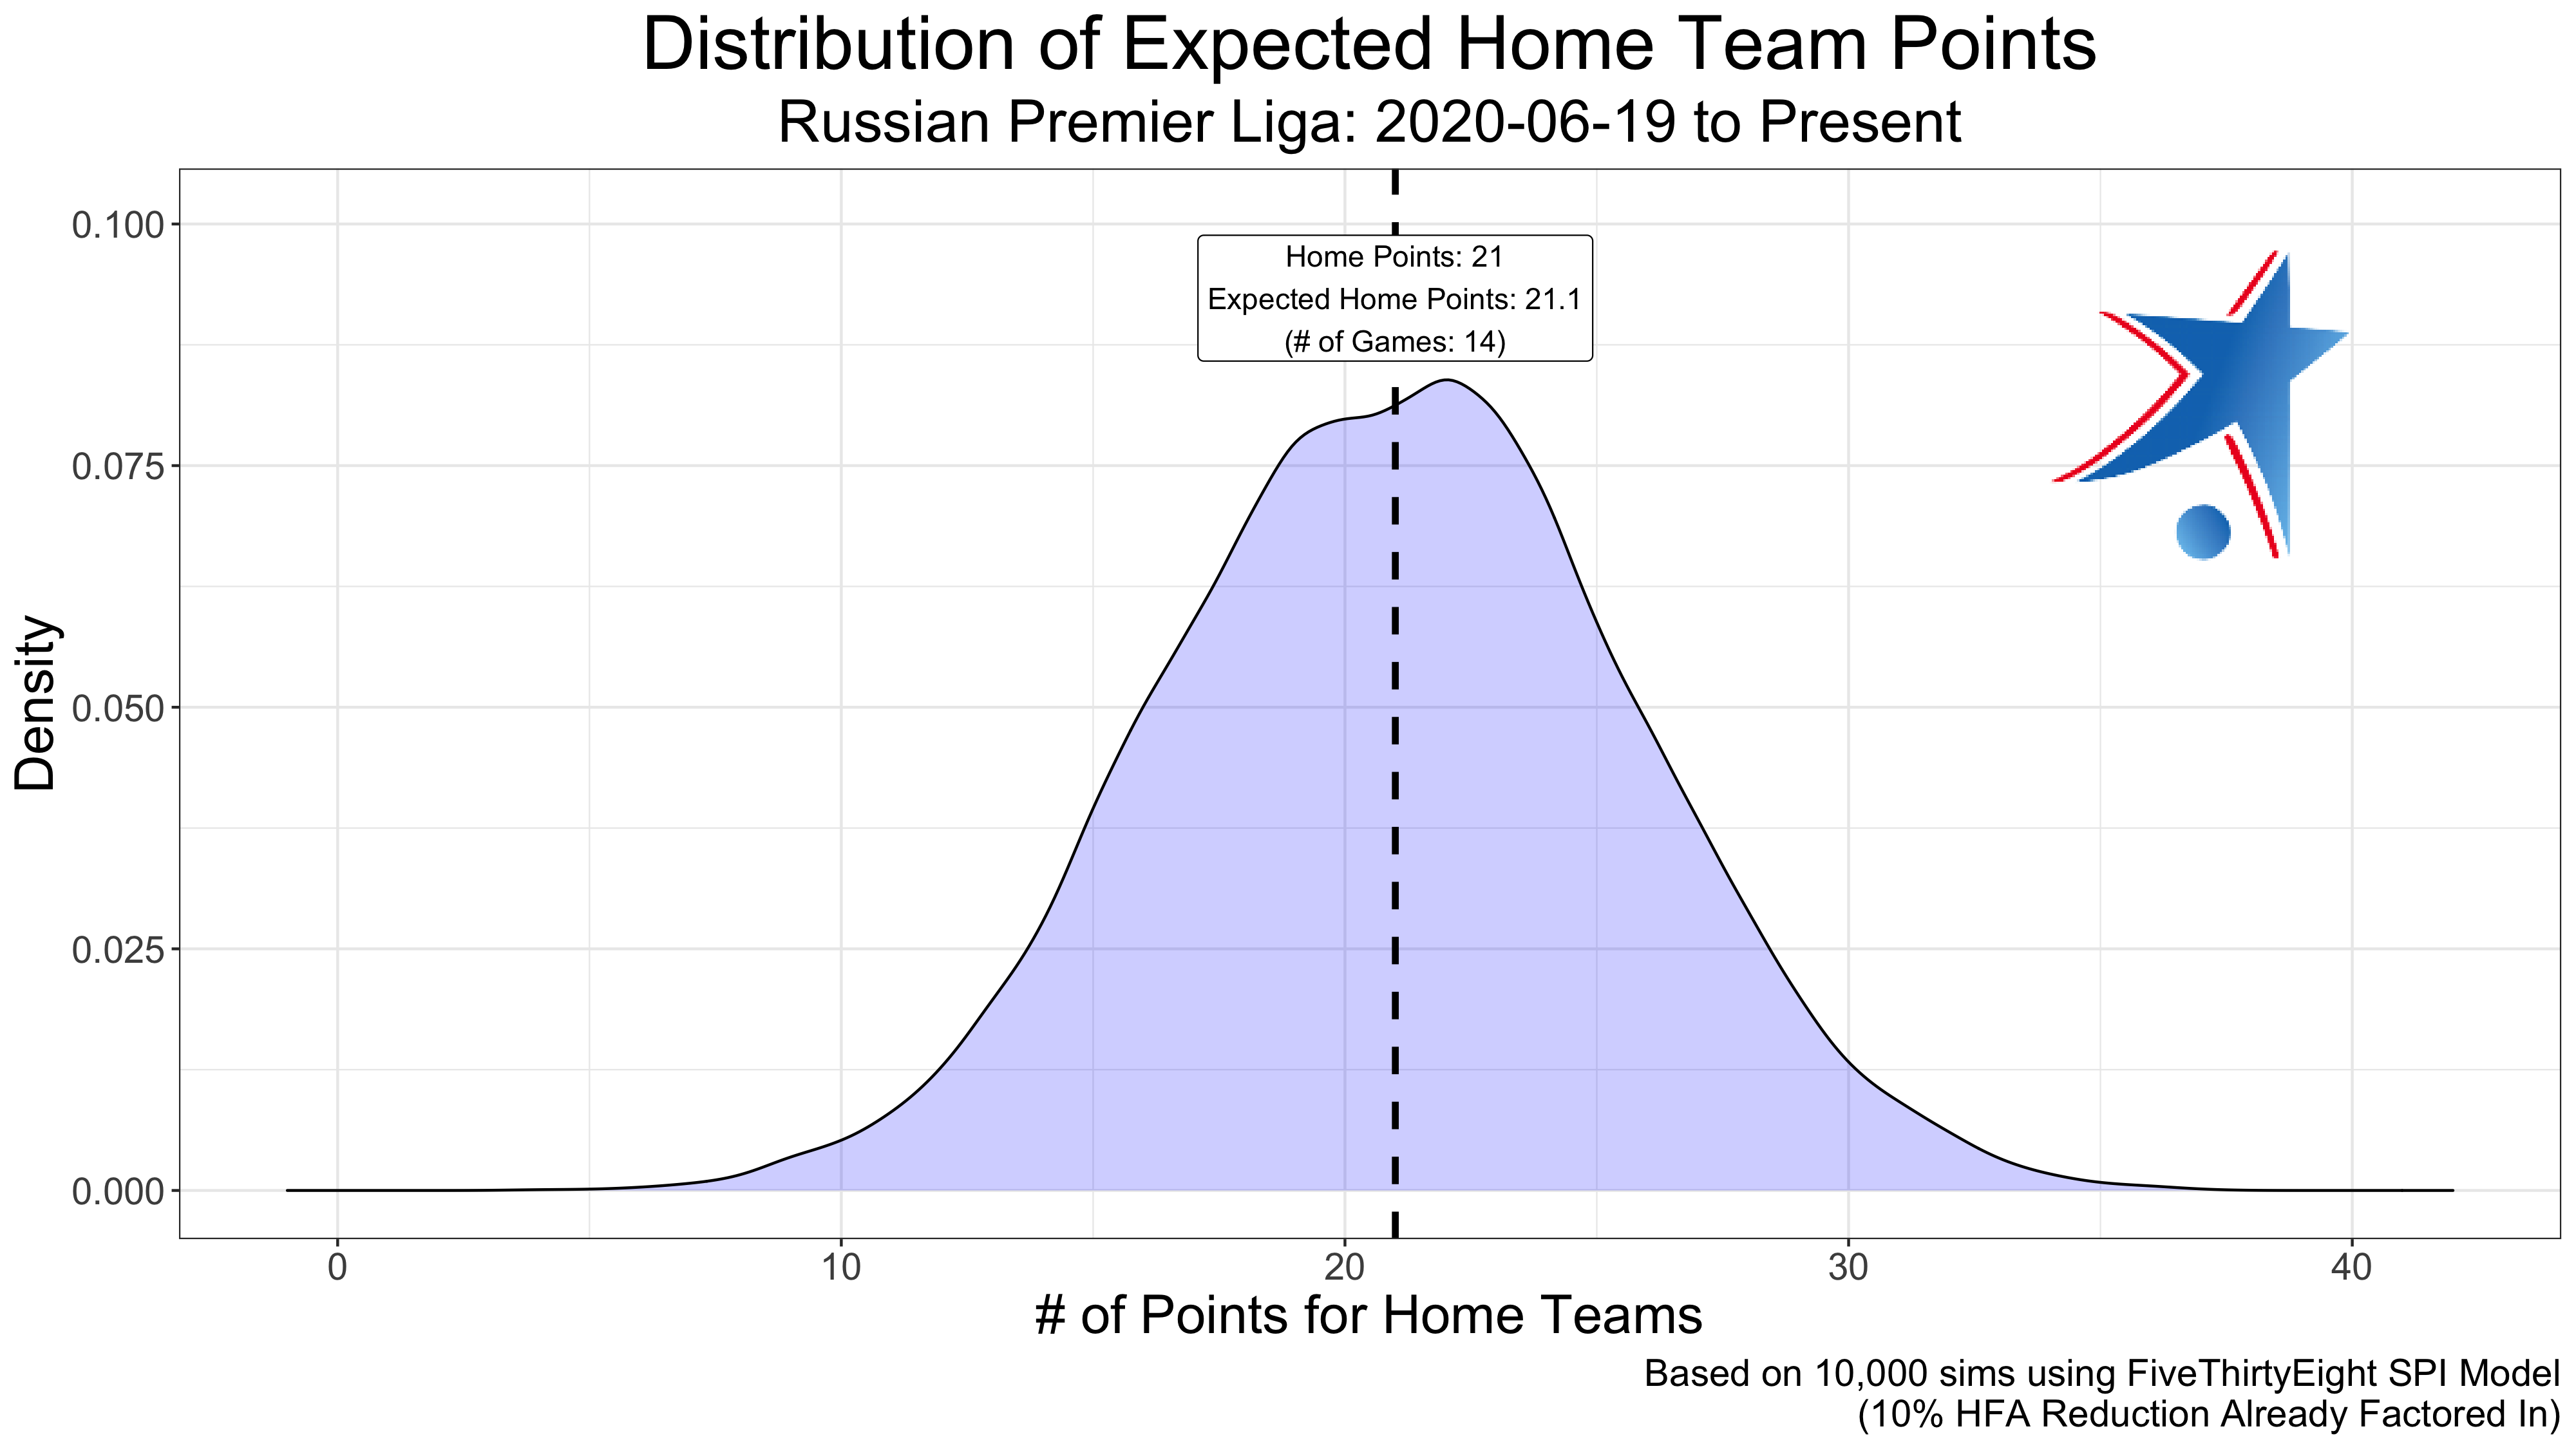 Distribution of Expected Home Team Points
Russian Premier Liga: 2020-06-19 to Present
Home Points: 21
Expected Home Points: 21.1
(# of Games: 14)
0.100
0.075
0.050
0.025
0.000
Density
0 10 20 30 40
# of Points for Home Teams
Based on 10,000 sims using FiveThirtyEight SPI Model
(10% HFA Reduction Already Factored In)